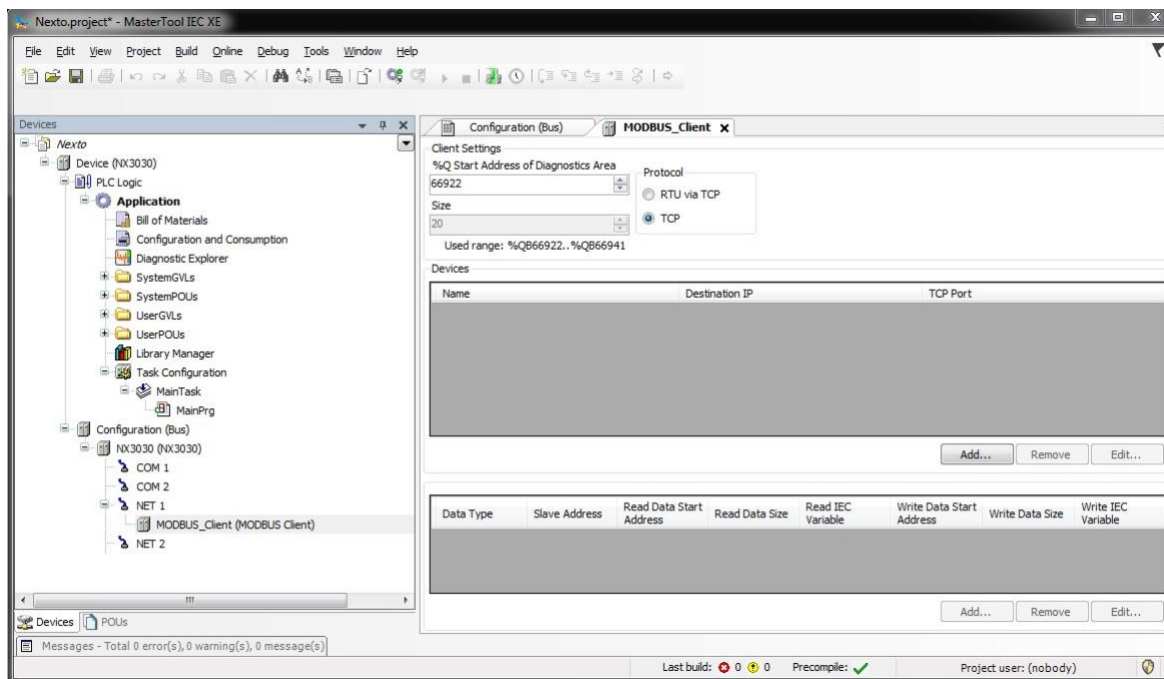 Nexto.project* - MasterTool IEC XE
File Edit View Project Build Online Debug Tools Window Help
Devices
Nexto
Device (NX3030)
PLC Logic
Application
Bill of Materials
Configuration and Consumption
Diagnostic Explorer
SystemGVLs
SystemPOUs
UserGVLs
UserPOUs
Library Manager
Task Configuration
MainTask
MainPrg
Configuration (Bus)
NX3030 (NX3030)
COM 1
COM 2
NET 1
MODBUS_Client (MODBUS Client)
NET 2
Devices POUs
Configuration (Bus) MODBUS_Client
Client Settings
%Q Start Address of Diagnostics Area
66922
Size
20
Used range: %QB66922..%QB66941
Protocol
RTU via TCP
TCP
Devices
Name Destination IP TCP Port
Add... Remove Edit...
Data Type Slave Address Read Data Start Address Read Data Size Read IEC Variable Write Data Start Address Write Data Size Write IEC Variable
Add... Remove Edit...
Messages - Total 0 error(s), 0 warning(s), 0 message(s)
Last build: 0 0 Precompile: Project user: (nobody)